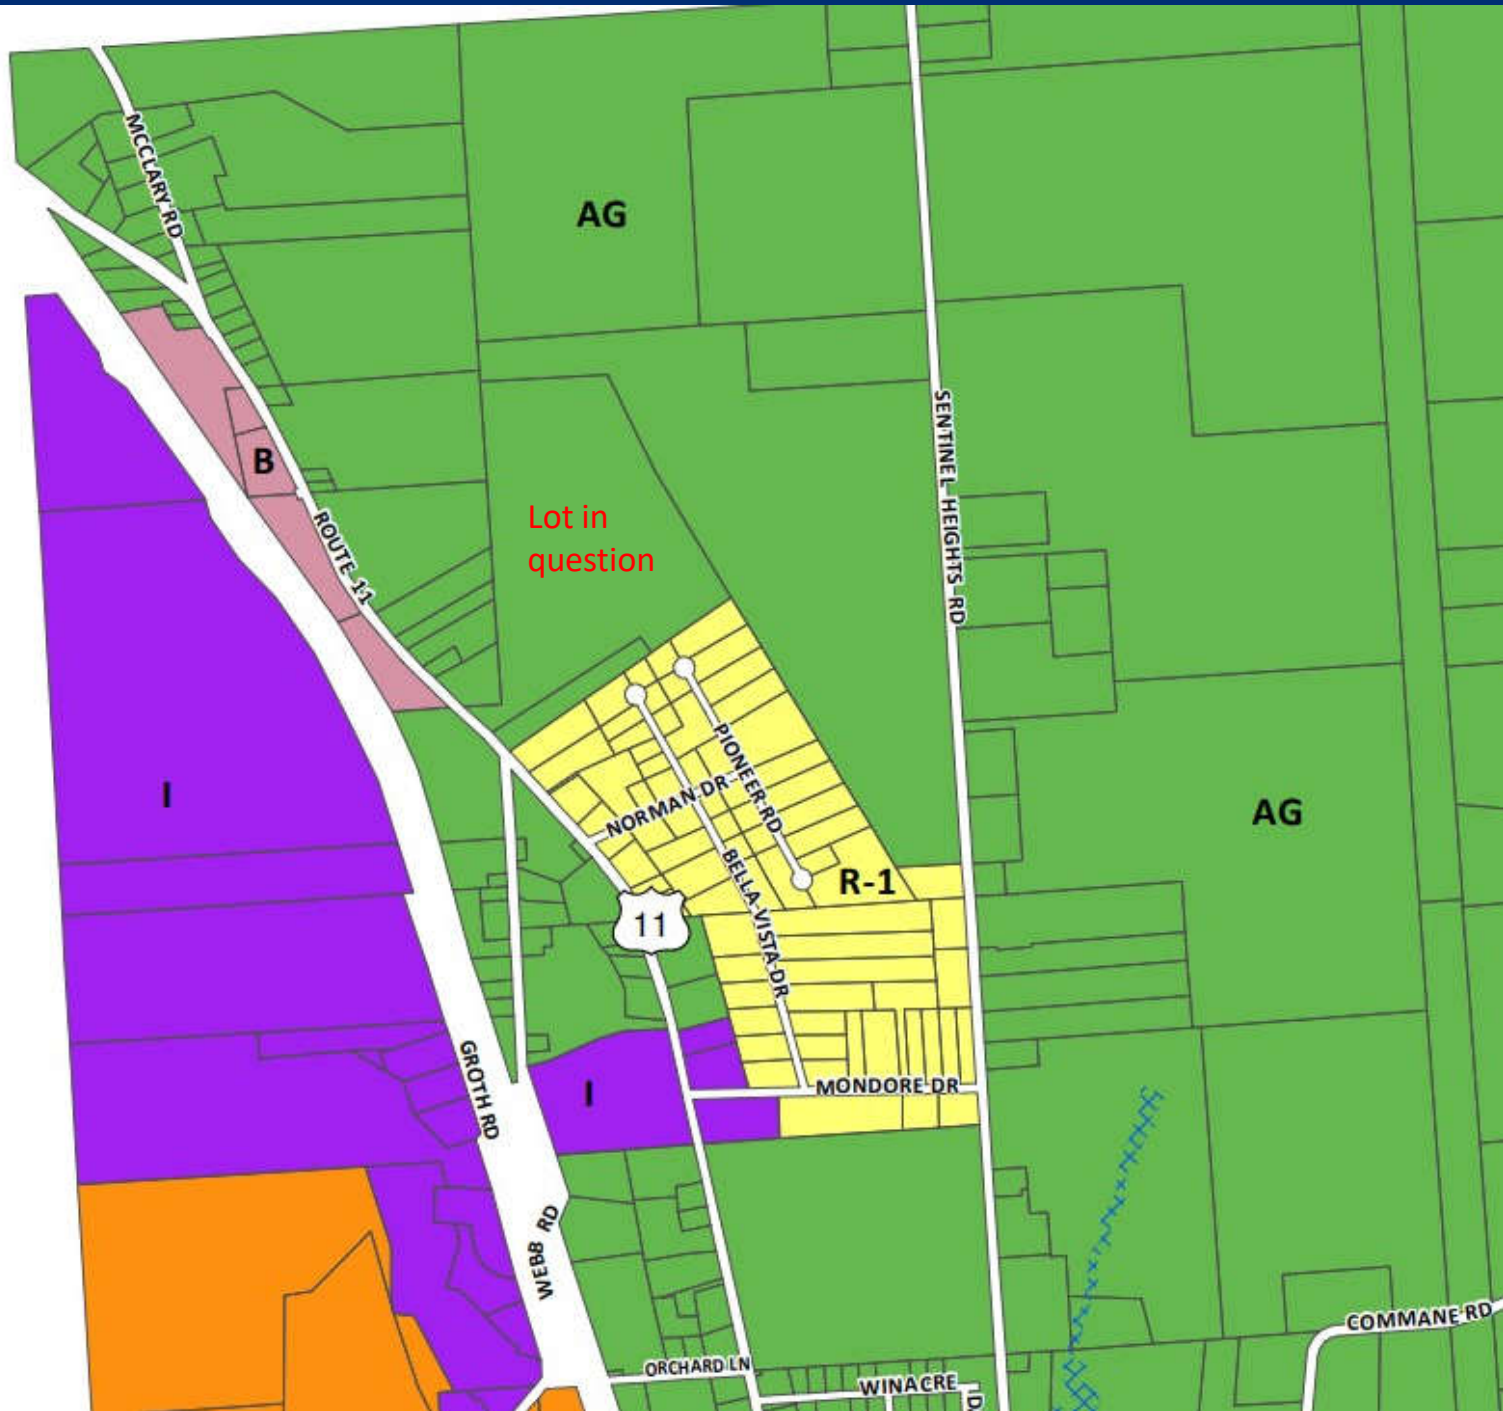 MCCLARY RD
AG
SENTINEL HEIGHTS RD
B
Lot in
question
ROUTE 11
I
PIONEER RD
NORMAN DR
AG
BELLA VISTA DR
R-1
11
GROTH RD
I
MONDORE DR
WEBB RD
COMMANE RD
ORCHARD LN
WINACRE
D